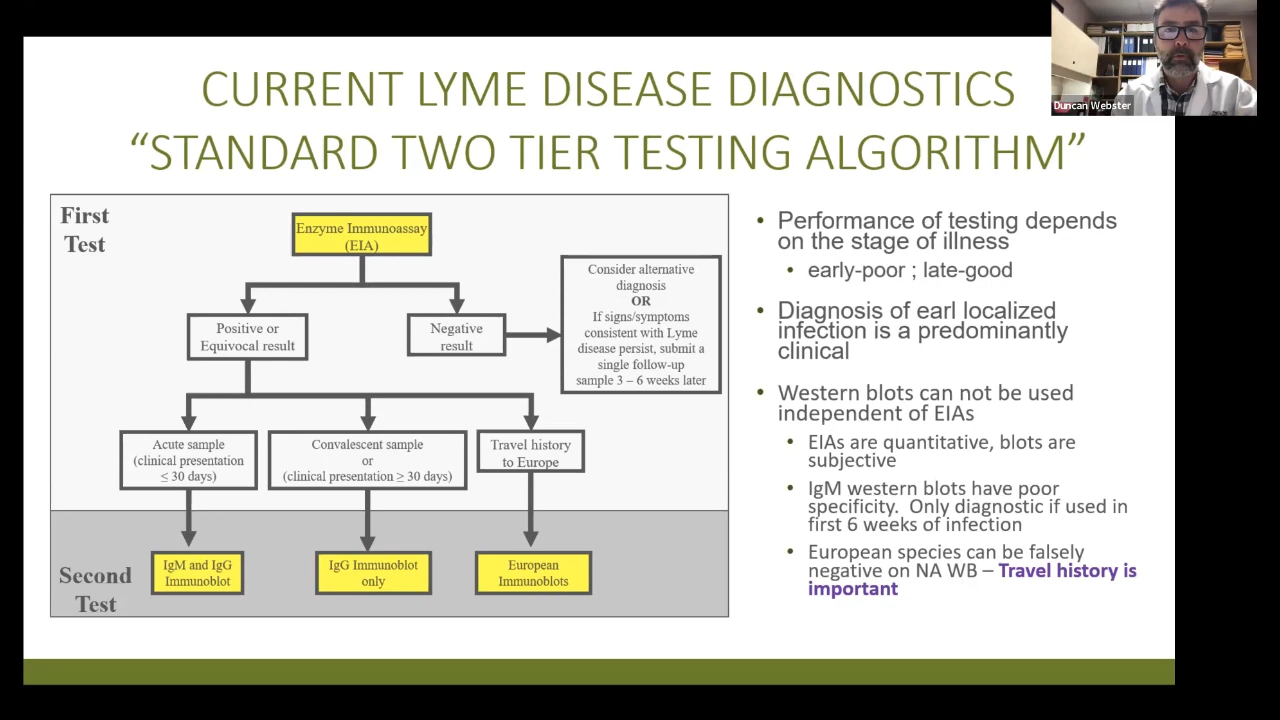 CURRENT LYME DISEASE DIAGNOSTICS
“STANDARD TWO TIER TESTING ALGORITHM”
Duncan Webster
First
Test
Enzyme Immunoassay
(EIA)
Positive or
Equivocal result
Negative
result
Consider alternative
diagnosis
OR
If signs/symptoms
consistent with Lyme
disease persist, submit a
single follow-up
sample 3 – 6 weeks later
Acute sample
(clinical presentation
≤ 30 days)
Convalescent sample
or
(clinical presentation ≥ 30 days)
Travel history
to Europe
Second
Test
IgM and IgG
Immunoblot
IgG Immunoblot
only
European
Immunoblots
• Performance of testing depends
on the stage of illness
• early-poor ; late-good
• Diagnosis of earl localized
infection is a predominantly
clinical
• Western blots can not be used
independent of EIAs
• EIAs are quantitative, blots are
subjective
• IgM western blots have poor
specificity. Only diagnostic if used in
first 6 weeks of infection
• European species can be falsely
negative on NA WB – Travel history is
important